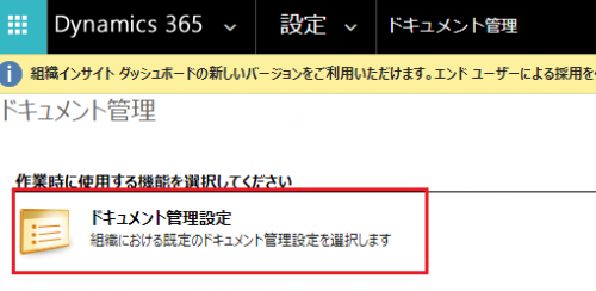 Dynamics 365 設定 ドキュメント管理
組織インサイト ダッシュボードの新しいバージョンをご利用いただけます。エンド ユーザーによる採用を
ドキュメント管理
作業時に使用する機能を選択してください
ドキュメント管理設定
組織における既定のドキュメント管理設定を選択します